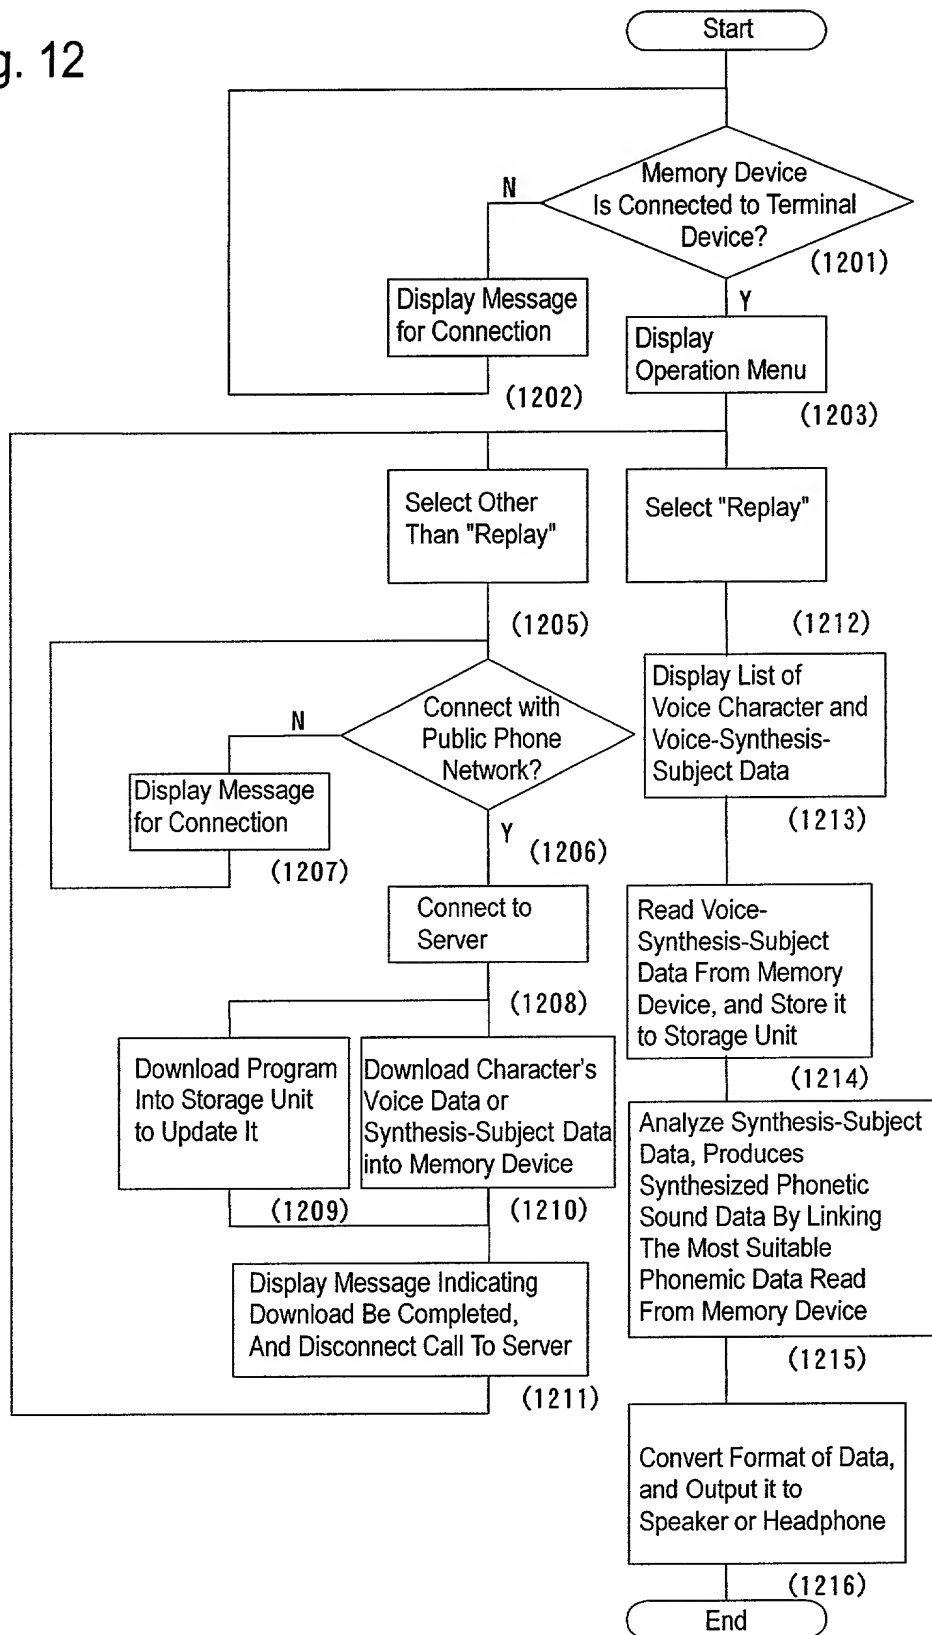 g. 12
Start
Memory Device
Is Connected to Terminal
Device?
(1201)
N
Y
Display Message
for Connection
(1202)
Display
Operation Menu
(1203)
Select Other
Than "Replay"
(1205)
Select "Replay"
(1212)
Connect with
Public Phone
Network?
N
Y
(1206)
Display Message
for Connection
(1207)
Display List of
Voice Character and
Voice-Synthesis-
Subject Data
(1213)
Connect to
Server
(1208)
Read Voice-
Synthesis-Subject
Data From Memory
Device, and Store it
to Storage Unit
(1214)
Download Program
Into Storage Unit
to Update It
(1209)
Download Character's
Voice Data or
Synthesis-Subject Data
into Memory Device
(1210)
Analyze Synthesis-Subject
Data, Produces
Synthesized Phonetic
Sound Data By Linking
The Most Suitable
Phonemic Data Read
From Memory Device
(1215)
Display Message Indicating
Download Be Completed,
And Disconnect Call To Server
(1211)
Convert Format of Data,
and Output it to
Speaker or Headphone
(1216)
End